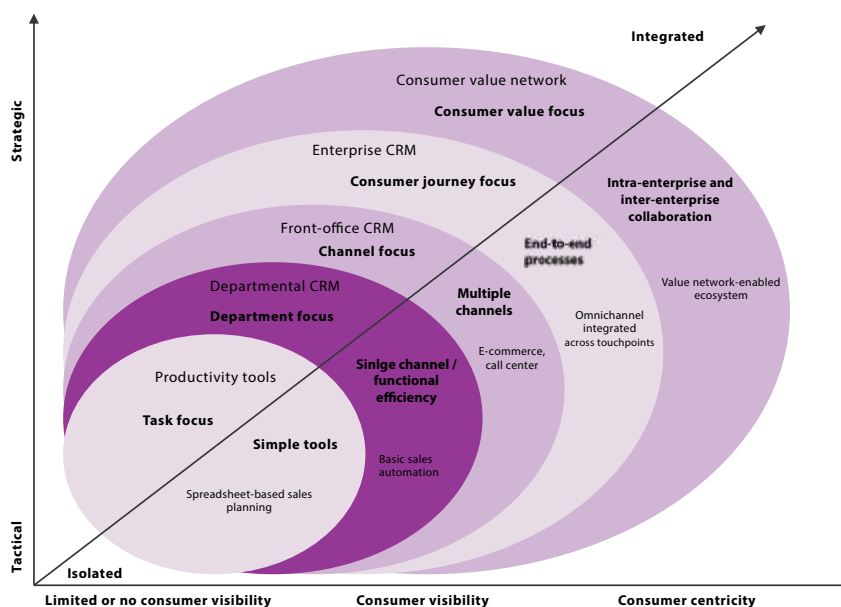 Integrated
Consumer value network
Consumer value focus
Strategic
Enterprise CRM
Consumer journey focus
Intra-enterprise and
inter-enterprise
collaboration
Front-office CRM
Channel focus
End-to-end
processes
Departmental CRM
Department focus
Multiple
channels
Value network-enabled
ecosystem
Omnichannel
integrated
across touchpoints
E-commerce,
call center
Sinlge channel /
functional
efficiency
Productivity tools
Task focus
Simple tools
Basic sales
automation
Spreadsheet-based sales
planning
Tactical
Isolated
Limited or no consumer visibility
Consumer visibility
Consumer centricity